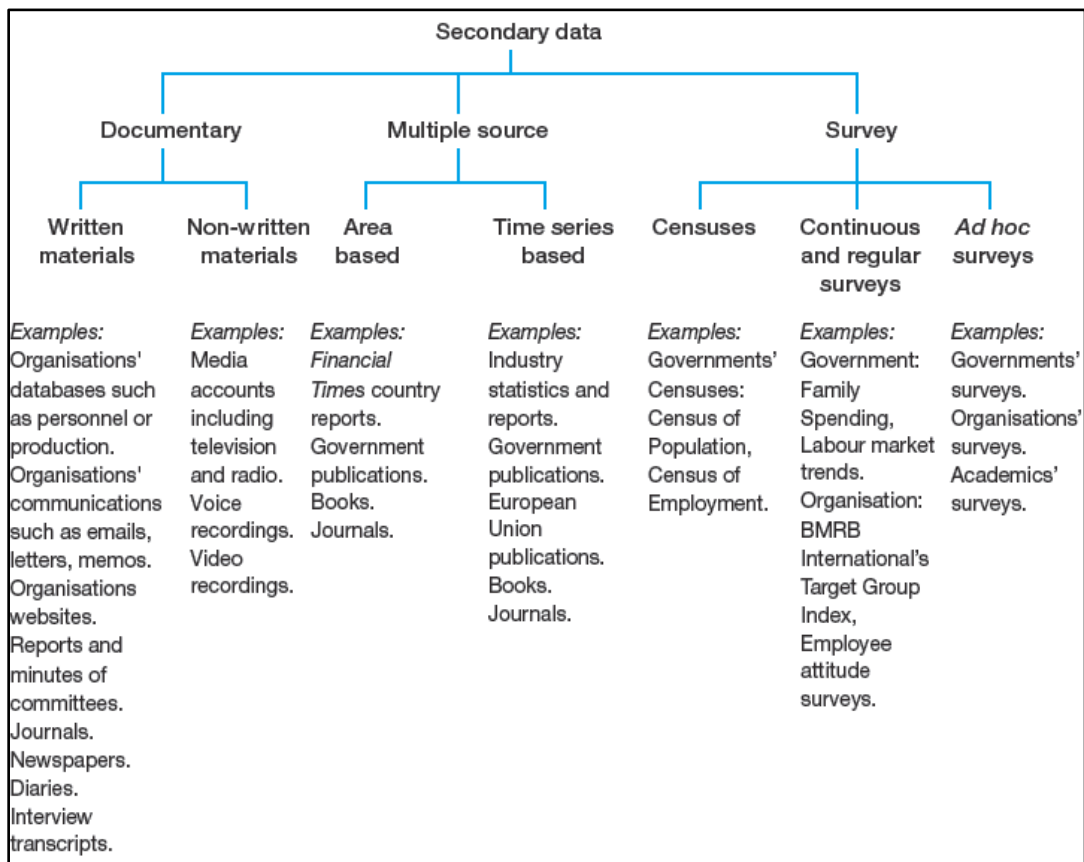 Secondary data
Documentary
Multiple source
Survey
Written
materials
Non-written
materials
Area
based
Time series
based
Censuses
Continuous
and regular
surveys
Ad hoc
surveys
Examples:
Organisations'
databases such
as personnel or
production.
Organisations'
communications
such as emails,
letters, memos.
Organisations
websites.
Reports and
minutes of
committees.
Journals.
Newspapers.
Diaries.
Interview
transcripts.
Examples:
Media
accounts
including
television
and radio.
Voice
recordings.
Video
recordings.
Examples:
Financial
Times country
reports.
Government
publications.
Books.
Journals.
Examples:
Industry
statistics and
reports.
Government
publications.
European
Union
publications.
Books.
Journals.
Examples:
Governments’
Censuses:
Census of
Population,
Census of
Employment.
Examples:
Government:
Family
Spending,
Labour market
trends.
Organisation:
BMRB
International’s
Target Group
Index,
Employee
attitude
surveys.
Examples:
Governments’
surveys.
Organisations’
surveys.
Academics’
surveys.